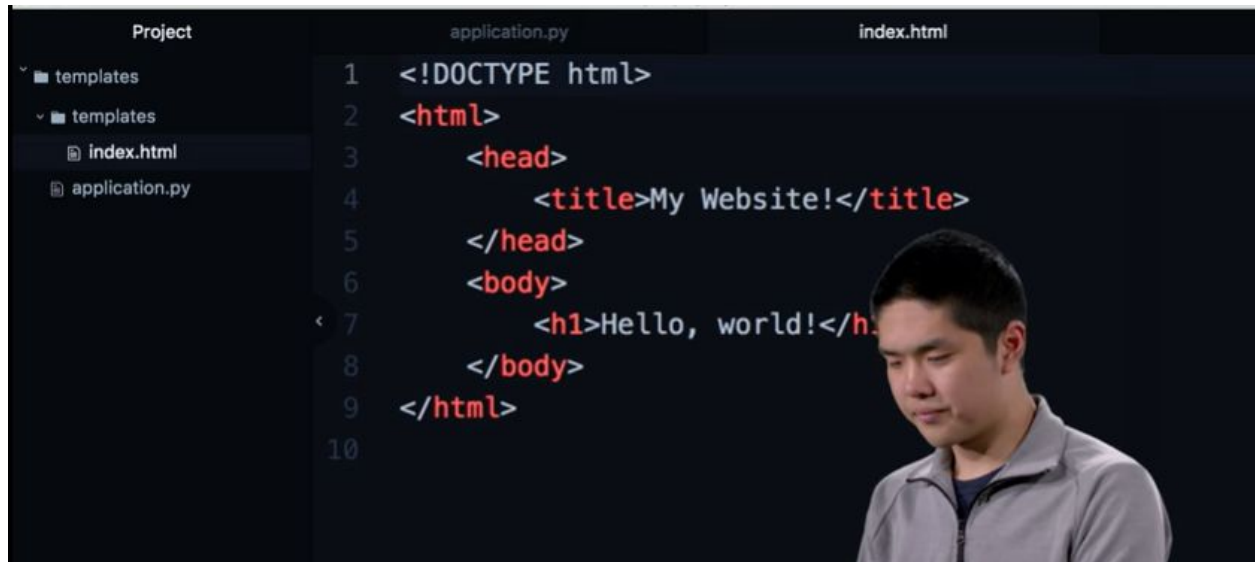 Project
application.py
index.html
templates
templates
index.html
application.py
1 <!DOCTYPE html>
2 <html>
3 <head>
4 <title>My Website!</title>
5 </head>
6 <body>
7 <h1>Hello, world!</h
8 </body>
9 </html>
10